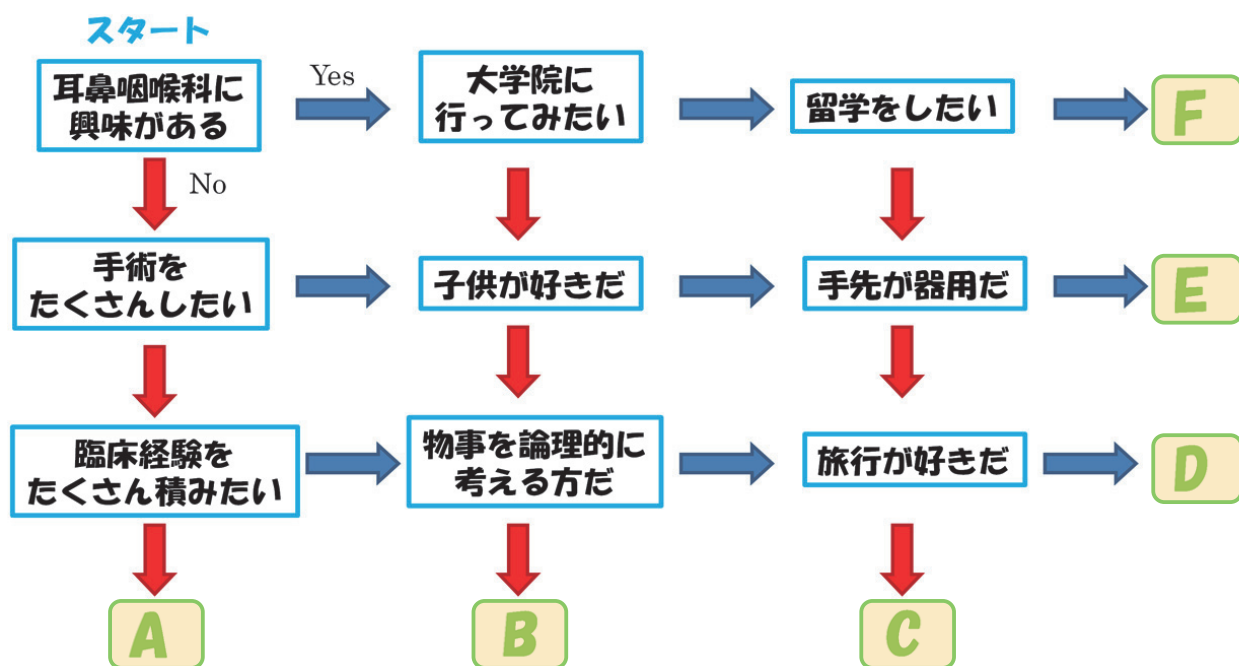 スタート
耳鼻咽喉科に
興味がある
Yes
大学院に
行ってみたい
留学をしたい
F
No
手術を
たくさんしたい
子供が好きだ
手先が器用だ
E
臨床経験を
たくさん積みたい
物事を論理的に
考える方だ
旅行が好きだ
D
A
B
C